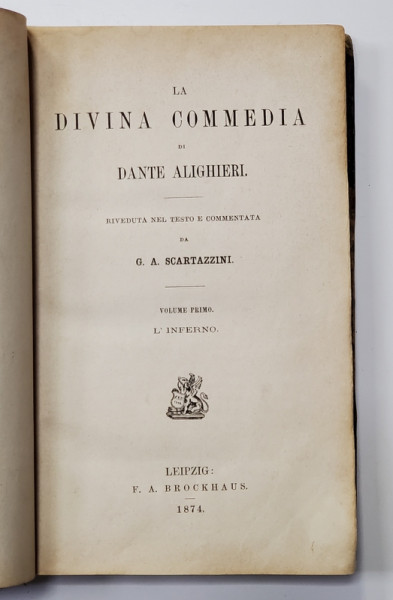 LA
DIVINA COMMEDIA
DI
DANTE ALIGHIERI.
RIVEDUTA NEL TESTO E COMMENTATA
DA
G. A. SCARTAZZINI.
VOLUME PRIMO.
L' INFERNO.
LEIPZIG:
F. A. BROCKHAUS.
1874.